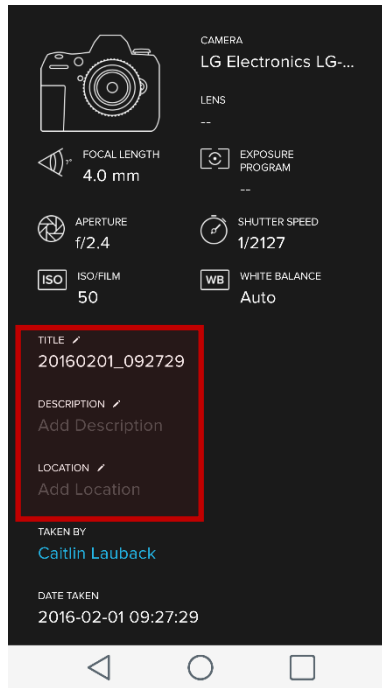 CAMERA
LG Electronics LG-...
LENS
--
FOCAL LENGTH
4.0 mm
EXPOSURE
PROGRAM
--
APERTURE
f/2.4
SHUTTER SPEED
1/2127
ISO
ISO/FILM
50
WB
WHITE BALANCE
Auto
TITLE
20160201_092729
DESCRIPTION
Add Description
LOCATION
Add Location
TAKEN BY
Caitlin Lauback
DATE TAKEN
2016-02-01 09:27:29